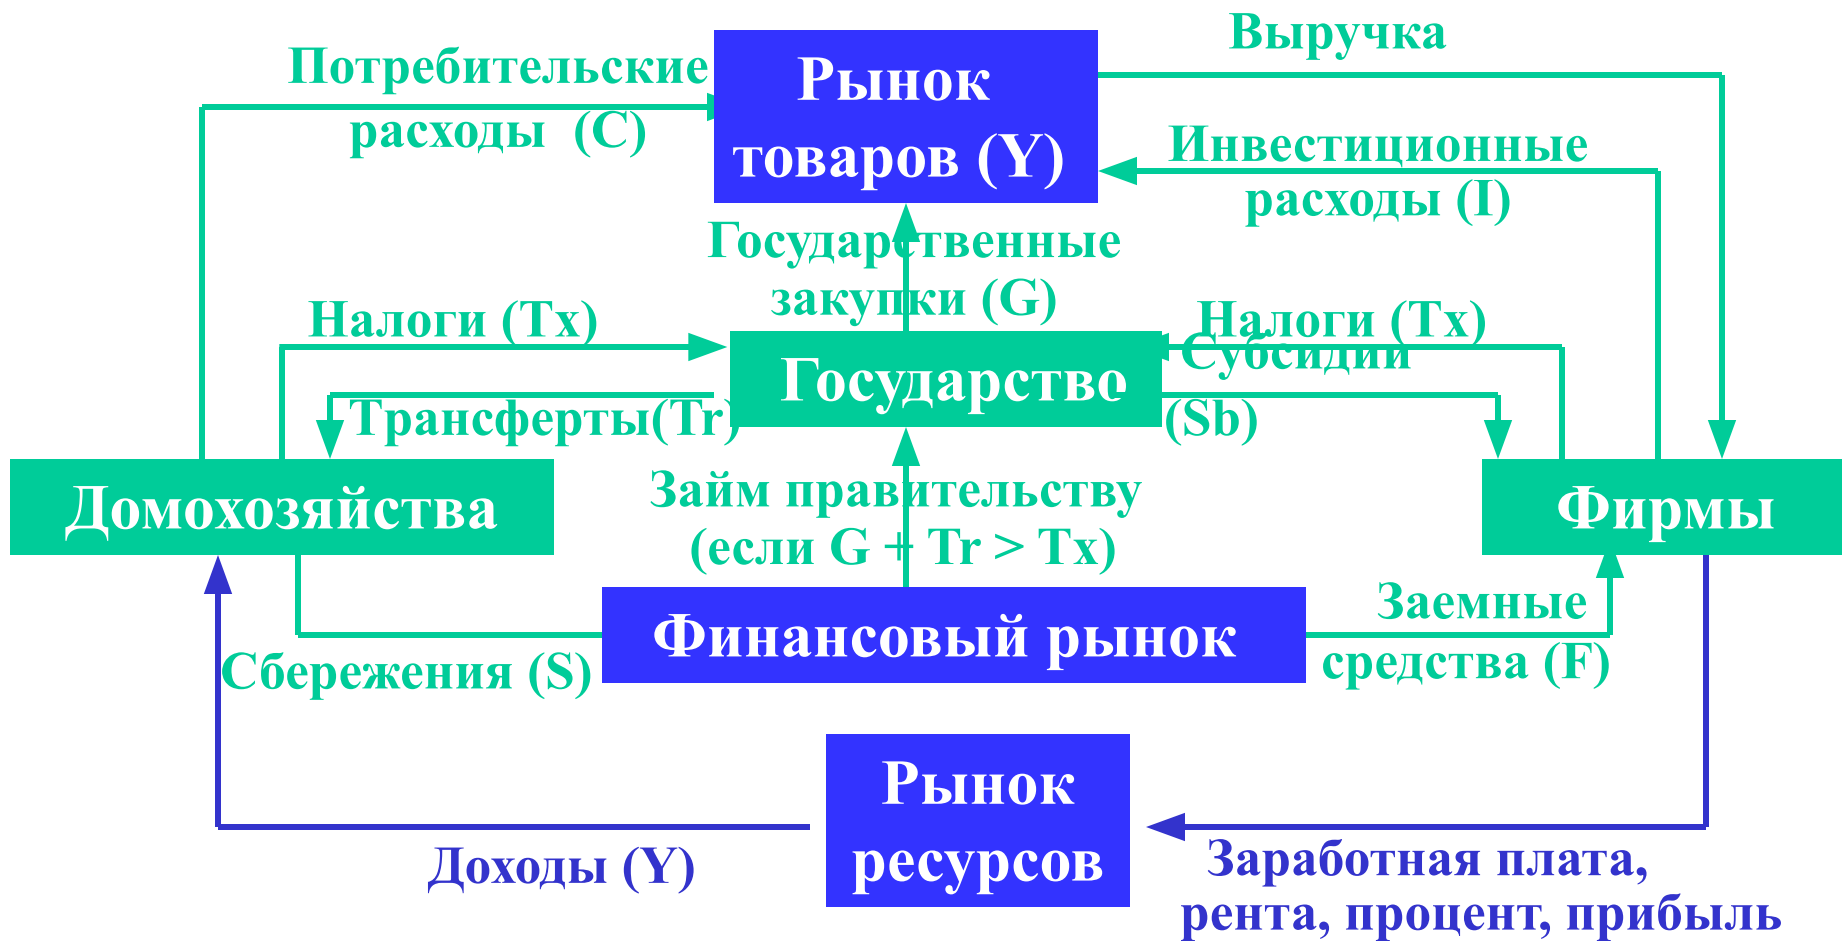 Выручка
Потребительские
расходы (C)
Рынок
товаров (Y)
Инвестиционные
расходы (I)
Государственные
закупки (G)
Налоги (Tx)
Налоги (Tx)
Субсидии
(Sb)
Государство
Трансферты(Tr)
Домохозяйства
Займ правительству
(если G + Tr > Tx)
Фирмы
Финансовый рынок
Заемные
средства (F)
Сбережения (S)
Рынок
ресурсов
Доходы (Y)
Заработная плата,
рента, процент, прибыль